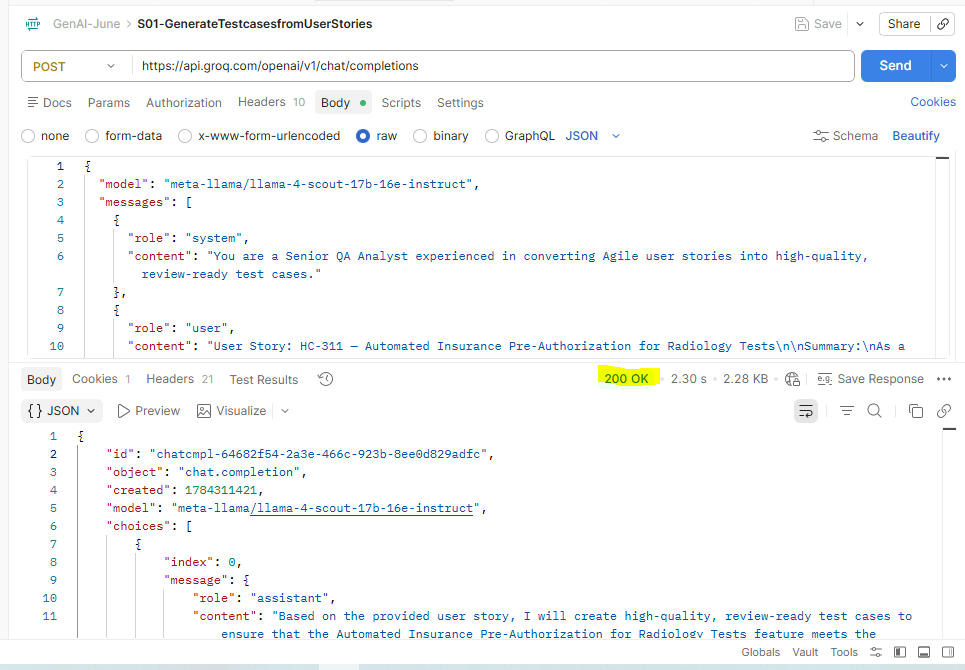 HTTP GenAI-June > S01-GenerateTestcasesfromUserStories Save Share
POST https://api.groq.com/openai/v1/chat/completions Send
Docs Params Authorization Headers 10 Body Scripts Settings Cookies
none form-data x-www-form-urlencoded raw binary GraphQL JSON Schema Beautify
1 {
2 "model": "meta-llama/llama-4-scout-17b-16e-instruct",
3 "messages": [
4 {
5 "role": "system",
6 "content": "You are a Senior QA Analyst experienced in converting Agile user stories into high-quality,
review-ready test cases."
7 },
8 {
9 "role": "user",
10 "content": "User Story: HC-311 – Automated Insurance Pre-Authorization for Radiology Tests\n\nSummary:\nAs a
Body Cookies 1 Headers 21 Test Results 200 OK • 2.30 s • 2.28 KB • e.g. Save Response
{} JSON Preview Visualize
1 {
2 "id": "chatcmpl-64682f54-2a3e-466c-923b-8ee0d829adfc",
3 "object": "chat.completion",
4 "created": 1784311421,
5 "model": "meta-llama/llama-4-scout-17b-16e-instruct",
6 "choices": [
7 {
8 "index": 0,
9 "message": {
10 "role": "assistant",
11 "content": "Based on the provided user story, I will create high-quality, review-ready test cases to
ensure that the Automated Insurance Pre-Authorization for Radiology Tests feature meets the
Globals Vault Tools